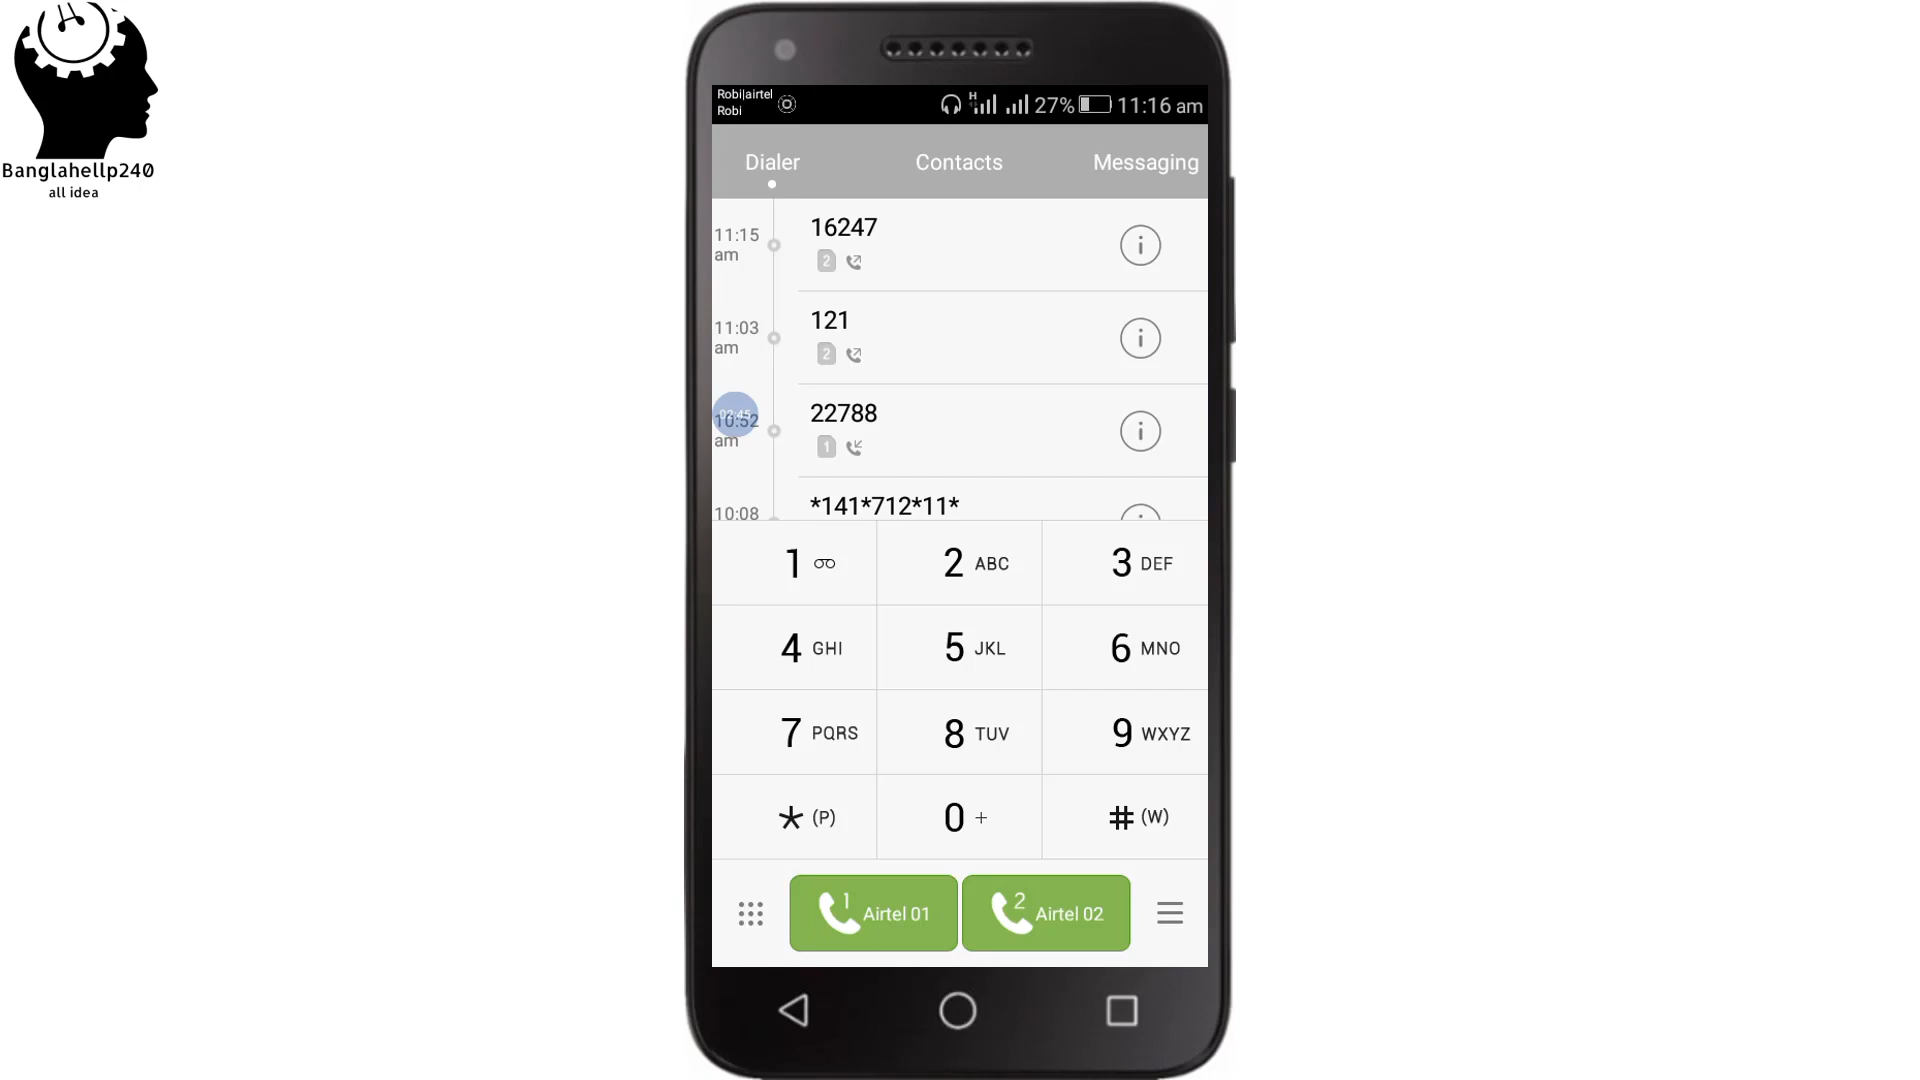 Banglahellp240
all idea
Robi|airtel
Robi
H
27%
11:16 am
Dialer
Contacts
Messaging
11:15
am
16247
2
11:03
am
121
2
02:45
10:52
am
22788
1
10:08
*141*712*11*
1
2 ABC
3 DEF
4 GHI
5 JKL
6 MNO
7 PQRS
8 TUV
9 WXYZ
* (P)
0 +
# (W)
1 Airtel 01
2 Airtel 02